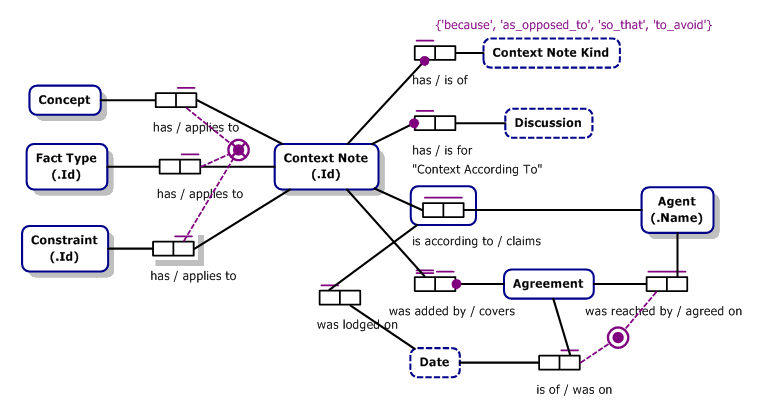 {'because', 'as_opposed_to', 'so_that', 'to_avoid'}
Context Note Kind
has / is of
Concept
has / applies to
Discussion
has / is for
"Context According To"
Fact Type
(.Id)
has / applies to
Context Note
(.Id)
Agent
(.Name)
is according to / claims
Constraint
(.Id)
has / applies to
Agreement
was added by / covers
was reached by / agreed on
was lodged on
Date
is of / was on